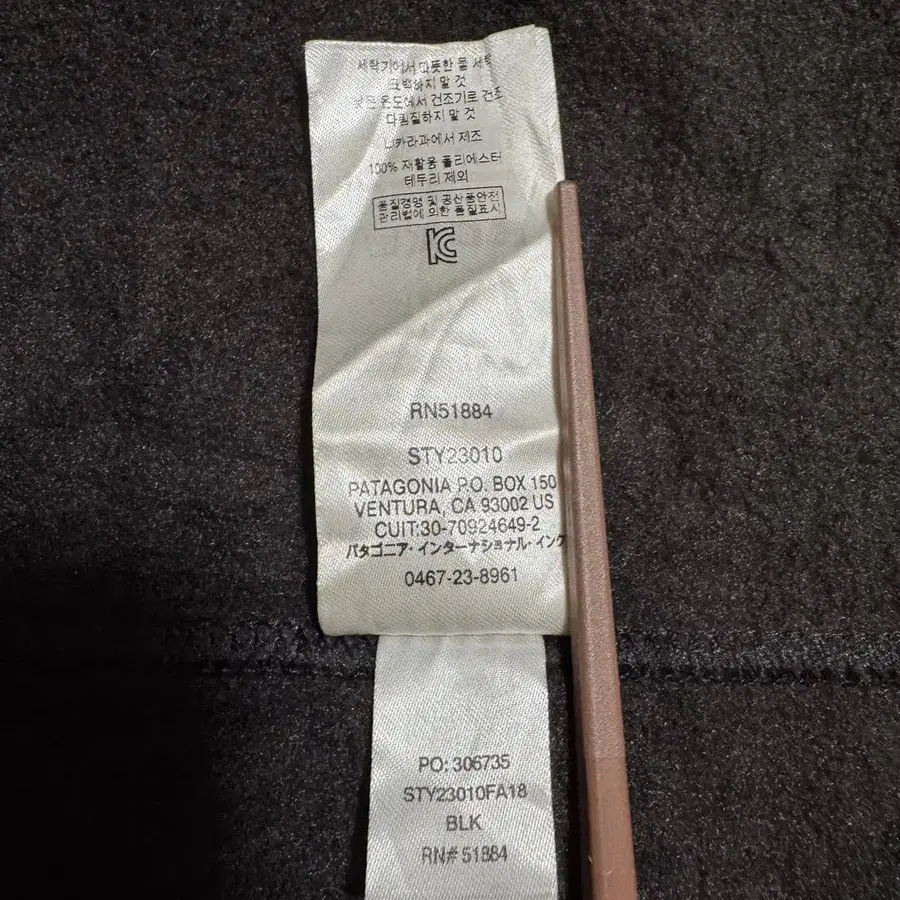 세탁기에서 따뜻한 물 세탁
표백하지 말 것
낮은 온도에서 건조기로 건조
다림질하지 말 것
니카라과에서 제조
100% 재활용 폴리에스터
테두리 제외
품질경영 및 공산품안전
관리법에 의한 품질표시
KC
RN51884
STY23010
PATAGONIA P.O. BOX 150
VENTURA, CA 93002 US
CUIT:30-70924649-2
パタゴニア・インターナショナル・インク
0467-23-8961
PO: 306735
STY23010FA18
BLK
RN# 51884